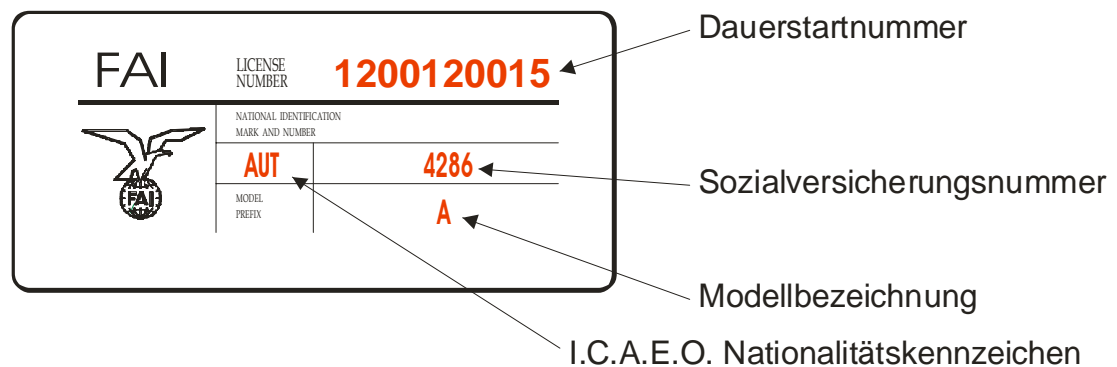 Dauerstartnummer
FAI
LICENSE
NUMBER
1200120015
NATIONAL IDENTIFICATION
MARK AND NUMBER
AUT
4286
Sozialversicherungsnummer
MODEL
PREFIX
A
FAI
Modellbezeichnung
I.C.A.E.O. Nationalitätskennzeichen